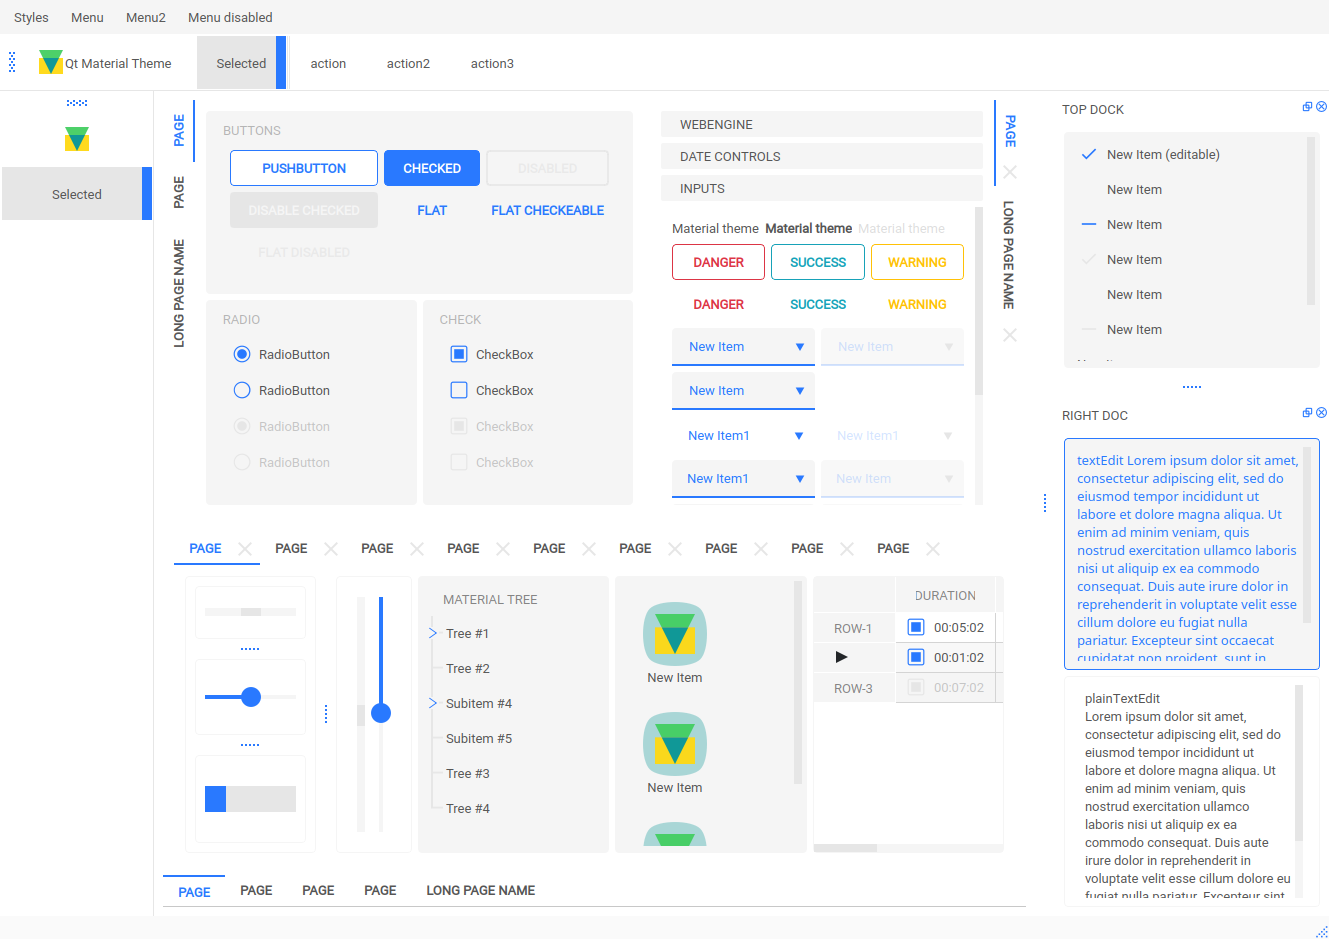 Styles Menu Menu2 Menu disabled
Qt Material Theme Selected action action2 action3
Selected
PAGE
PAGE
LONG PAGE NAME
BUTTONS
PUSHBUTTON CHECKED DISABLED
DISABLE CHECKED FLAT FLAT CHECKEABLE
FLAT DISABLED
RADIO
RadioButton
RadioButton
RadioButton
RadioButton
CHECK
CheckBox
CheckBox
CheckBox
CheckBox
WEBENGINE
DATE CONTROLS
INPUTS
Material theme Material theme Material theme
DANGER SUCCESS WARNING
DANGER SUCCESS WARNING
New Item New Item
New Item
New Item1 New Item1
New Item1 New Item
PAGE
LONG PAGE NAME
PAGE PAGE PAGE PAGE PAGE PAGE PAGE PAGE PAGE
MATERIAL TREE
Tree #1
Tree #2
Subitem #4
Subitem #5
Tree #3
Tree #4
New Item
New Item
DURATION
ROW-1 00:05:02
00:01:02
ROW-3 00:07:02
PAGE PAGE PAGE PAGE LONG PAGE NAME
TOP DOCK
New Item (editable)
New Item
New Item
New Item
New Item
New Item
RIGHT DOC
textEdit Lorem ipsum dolor sit amet,
consectetur adipiscing elit, sed do
eiusmod tempor incididunt ut
labore et dolore magna aliqua. Ut
enim ad minim veniam, quis
nostrud exercitation ullamco laboris
nisi ut aliquip ex ea commodo
consequat. Duis aute irure dolor in
reprehenderit in voluptate velit esse
cillum dolore eu fugiat nulla
pariatur. Excepteur sint occaecat
cupidatat non proident, sunt in
plainTextEdit
Lorem ipsum dolor sit amet,
consectetur adipiscing elit, sed do
eiusmod tempor incididunt ut
labore et dolore magna aliqua. Ut
enim ad minim veniam, quis
nostrud exercitation ullamco
laboris nisi ut aliquip ex ea
commodo consequat. Duis aute
irure dolor in reprehenderit in
voluptate velit esse cillum dolore eu
fugiat nulla pariatur. Excepteur sint